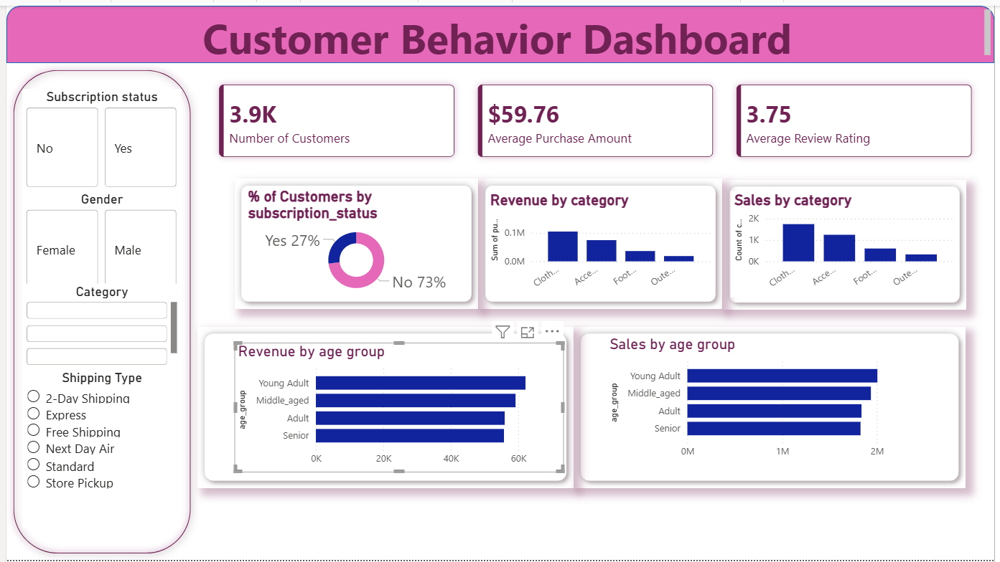 Customer Behavior Dashboard
Subscription status
No
Yes
Gender
Female
Male
Category
Shipping Type
2-Day Shipping
Express
Free Shipping
Next Day Air
Standard
Store Pickup
3.9K
Number of Customers
$59.76
Average Purchase Amount
3.75
Average Review Rating
% of Customers by
subscription_status
Yes 27%
No 73%
Revenue by category
Sum of pu...
0.1M
0.0M
Cloth...
Acce...
Foot...
Oute...
Sales by category
Count of c...
2K
1K
0K
Cloth...
Acce...
Foot...
Oute...
Revenue by age group
age_group
Young Adult
Middle_aged
Adult
Senior
0K
20K
40K
60K
Sales by age group
age_group
Young Adult
Middle_aged
Adult
Senior
0M
1M
2M